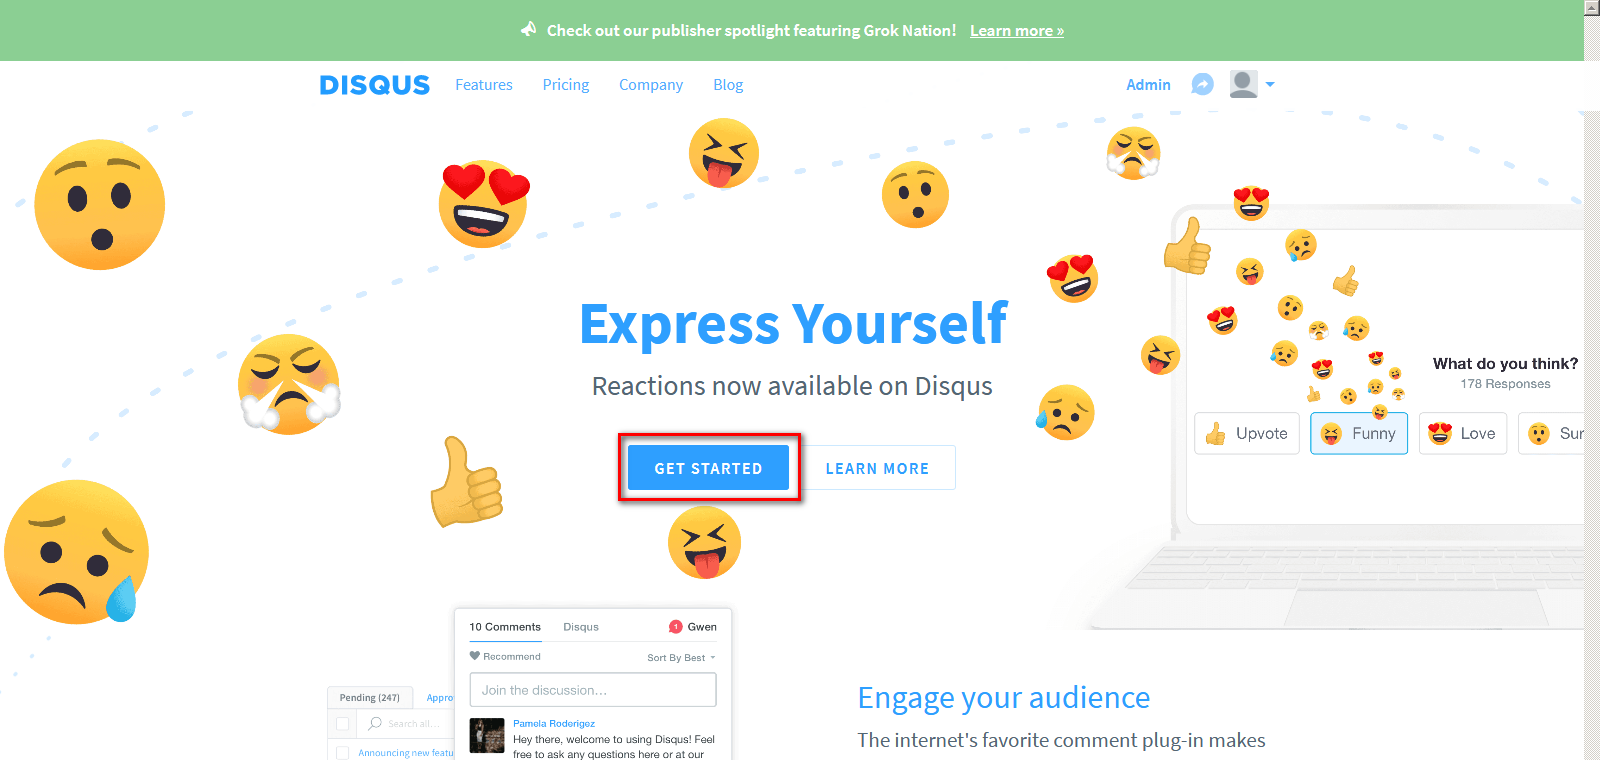 Check out our publisher spotlight featuring Grok Nation! Learn more »
DISQUS Features Pricing Company Blog Admin
Express Yourself
Reactions now available on Disqus
GET STARTED LEARN MORE
What do you think?
178 Responses
Upvote Funny Love Sur
10 Comments Disqus 1 Gwen
Recommend Sort By Best
Join the discussion...
Pamela Roderigez
Hey there, welcome to using Disqus! Feel
free to ask any questions here or at our
Pending (247) Appro
Search all...
Announcing new featu
Engage your audience
The internet's favorite comment plug-in makes